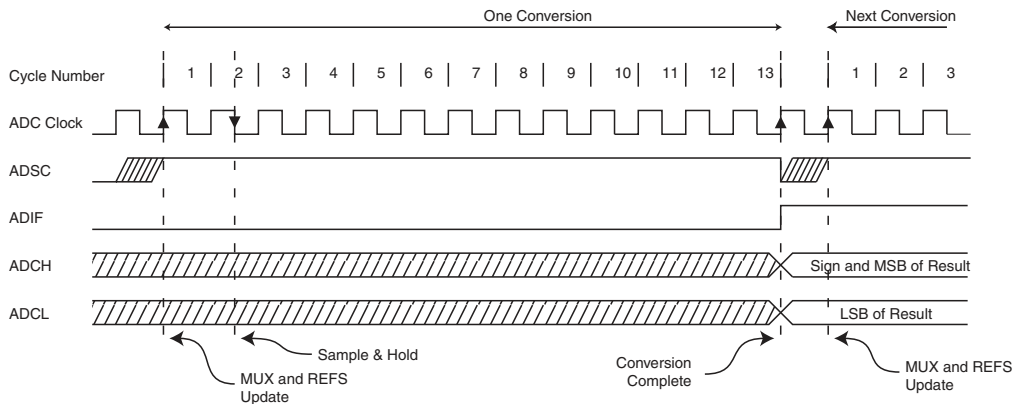 One Conversion
Next Conversion
Cycle Number 1 2 3 4 5 6 7 8 9 10 11 12 13 1 2 3
ADC Clock
ADSC
ADIF
ADCH
Sign and MSB of Result
ADCL
LSB of Result
MUX and REFS
Update
Sample & Hold
Conversion
Complete
MUX and REFS
Update